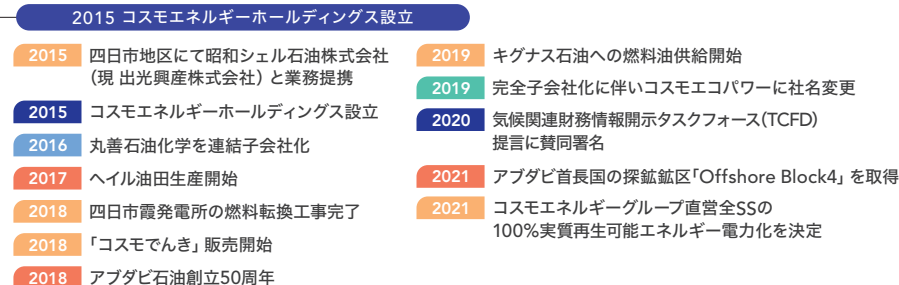 2015 コスモエネルギーホールディングス設立
2015 四日市地区にて昭和シェル石油株式会社
（現 出光興産株式会社）と業務提携
2015 コスモエネルギーホールディングス設立
2016 丸善石油化学を連結子会社化
2017 ヘイル油田生産開始
2018 四日市霞発電所の燃料転換工事完了
2018 「コスモでんき」販売開始
2018 アブダビ石油創立50周年
2019 キグナス石油への燃料油供給開始
2019 完全子会社化に伴いコスモエコパワーに社名変更
2020 気候関連財務情報開示タスクフォース(TCFD)
提言に賛同署名
2021 アブダビ首長国の探鉱鉱区「Offshore Block4」を取得
2021 コスモエネルギーグループ直営全SSの
100%実質再生可能エネルギー電力化を決定